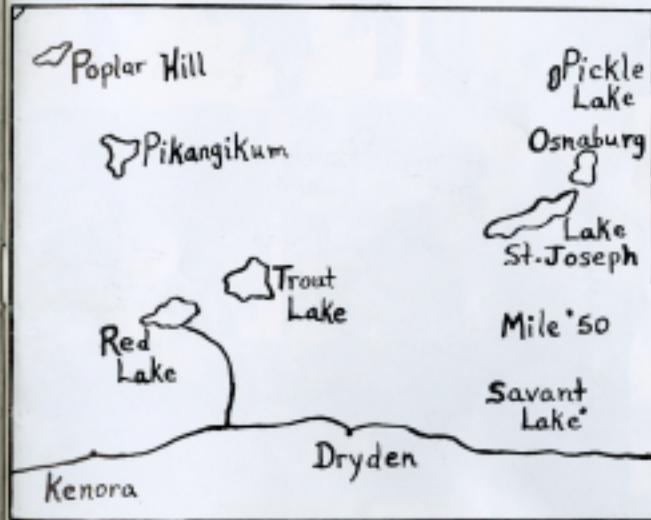 Poplar Hill
Pickle
Lake
Osnaburg
Pikangikum
Lake
St. Joseph
Trout
Lake
Mile 50
Red
Lake
Savant
Lake
Dryden
Kenora